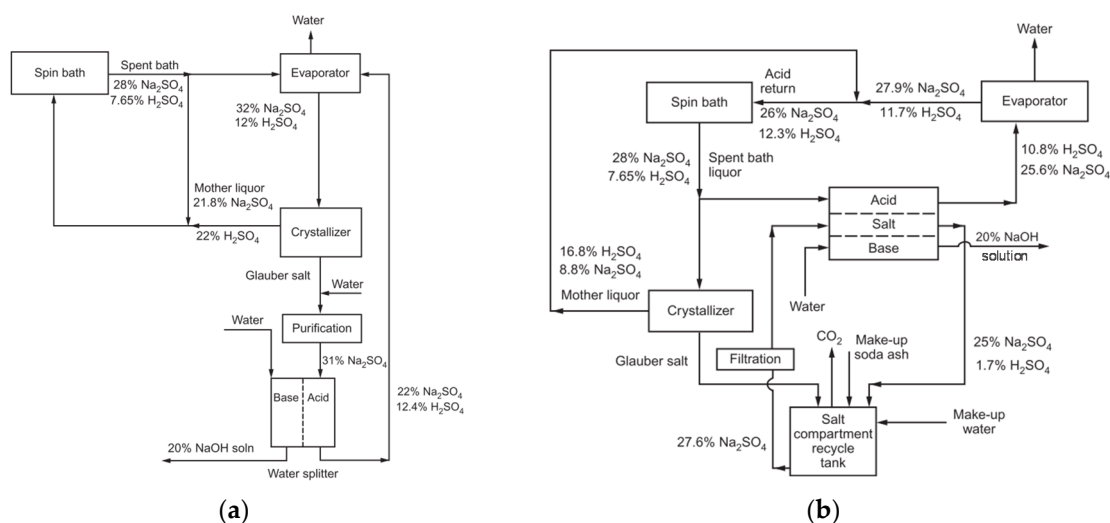 Water
Spin bath
Spent bath
28% Na₂SO₄
7.65% H₂SO₄
Evaporator
32% Na₂SO₄
12% H₂SO₄
Mother liquor
21.8% Na₂SO₄
22% H₂SO₄
Crystallizer
Glauber salt
Water
Water
Purification
31% Na₂SO₄
Base
Acid
22% Na₂SO₄
12.4% H₂SO₄
20% NaOH soln
Water splitter
(a)
Water
Acid
return
27.9% Na₂SO₄
11.7% H₂SO₄
Evaporator
Spin bath
26% Na₂SO₄
12.3% H₂SO₄
28% Na₂SO₄
7.65% H₂SO₄
Spent bath
liquor
10.8% H₂SO₄
25.6% Na₂SO₄
Acid
Salt
Base
20% NaOH
solution
16.8% H₂SO₄
8.8% Na₂SO₄
Mother liquor
Crystallizer
Water
Glauber salt
Filtration
CO₂
Make-up
soda ash
25% Na₂SO₄
1.7% H₂SO₄
27.6% Na₂SO₄
Salt
compartment
recycle
tank
Make-up
water
(b)